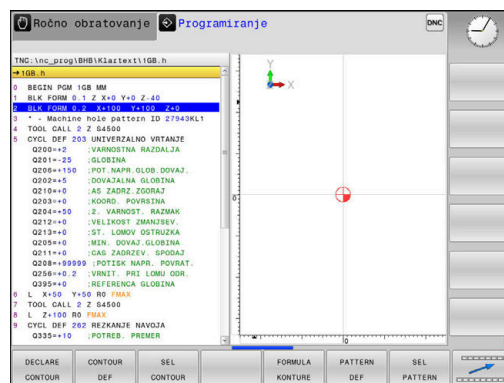 Ročno obratovanje Programiranje DNC
TNC:\nc_prog\BHB\Klartext\1GB.h
→1GB.h
0 BEGIN PGM 1GB MM
1 BLK FORM 0.1 Z X+0 Y+0 Z-40
2 BLK FORM 0.2 X+100 Y+100 Z+0
3 * - Machine hole pattern ID 27943KL1
4 TOOL CALL 2 Z S4500
5 CYCL DEF 203 UNIVERZALNO VRTANJE
Q200=+2 ;VARNOSTNA RAZDALJA
Q201=-25 ;GLOBINA
Q206=+150 ;POT.NAPR.GLOB.DOVAJ.
Q202=+5 ;DOVAJALNA GLOBINA
Q210=+0 ;AS ZADRZ.ZGORAJ
Q203=+0 ;KOORD. POVRSINA
Q204=+50 ;2. VARNOST. RAZMAK
Q212=+0 ;VELIKOST ZMANJSEV.
Q213=+0 ;ST. LOMOV OSTRUZKA
Q205=+0 ;MIN. DOVAJ.GLOBINA
Q211=+0 ;CAS ZADRZEV. SPODAJ
Q208=+99999 ;POTISK NAPR. POVRAT.
Q256=+0.2 ;VRNIT. PRI LOMU ODR.
Q395=+0 ;REFERENCA GLOBINA
6 L X+50 Y+50 R0 FMAX
7 TOOL CALL 2 Z S4500
8 L Z+100 R0 FMAX
9 CYCL DEF 262 REZKANJE NAVOJA
Q335=+10 ;POTREB. PREMER
Y
X
0
0
DECLARE CONTOUR
CONTOUR DEF
SEL CONTOUR
FORMULA KONTURE
PATTERN DEF
SEL PATTERN